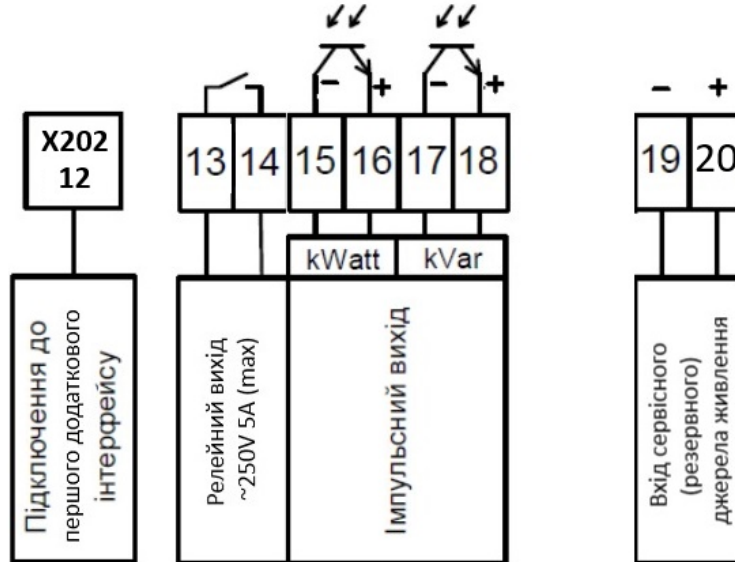 X202
12
13 14 15 16 17 18
- + - +
- +
19 20
kWatt kVar
Підключення до
першого додаткового
інтерфейсу
Релейний вихід
~250V 5A (max)
Імпульсний вихід
Вхід сервісного
(резервного)
джерела живлення